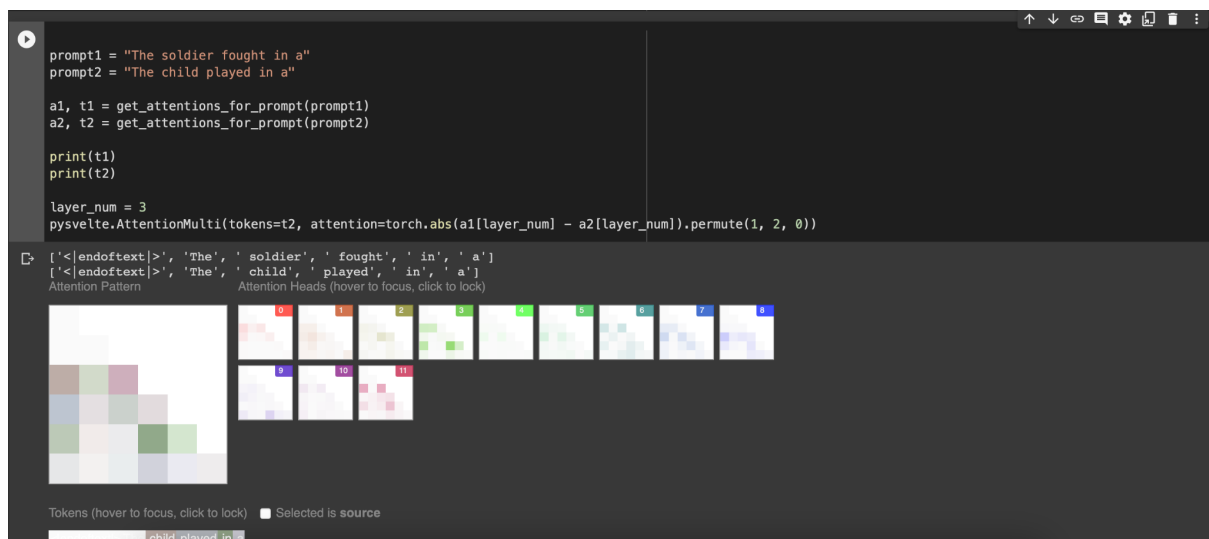 prompt1 = "The soldier fought in a"
prompt2 = "The child played in a"
a1, t1 = get_attentions_for_prompt(prompt1)
a2, t2 = get_attentions_for_prompt(prompt2)
print(t1)
print(t2)
layer_num = 3
pysvelte.AttentionMulti(tokens=t2, attention=torch.abs(a1[layer_num] - a2[layer_num]).permute(1, 2, 0))
['<|endoftext|>', 'The', ' soldier', ' fought', ' in', ' a']
['<|endoftext|>', 'The', ' child', ' played', ' in', ' a']
Attention Pattern Attention Heads (hover to focus, click to lock)
0 1 2 3 4 5 6 7 8
9 10 11
Tokens (hover to focus, click to lock) Selected is source
child played in a